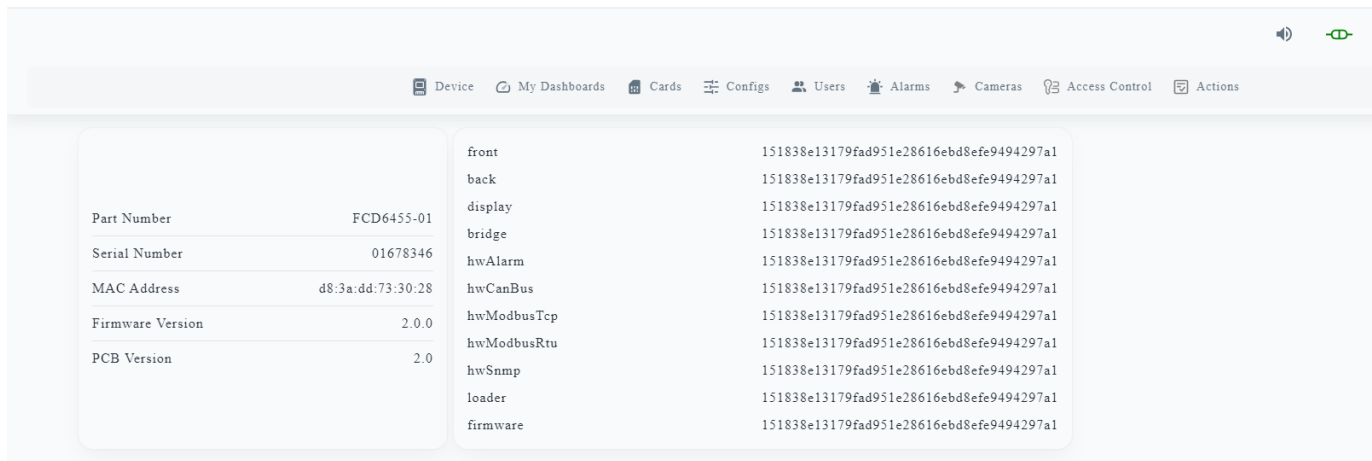 Device My Dashboards Cards Configs Users Alarms Cameras Access Control Actions
Part Number FCD6455-01
Serial Number 01678346
MAC Address d8:3a:dd:73:30:28
Firmware Version 2.0.0
PCB Version 2.0
front 151838e13179fad951e28616ebd8efe9494297a1
back 151838e13179fad951e28616ebd8efe9494297a1
display 151838e13179fad951e28616ebd8efe9494297a1
bridge 151838e13179fad951e28616ebd8efe9494297a1
hwAlarm 151838e13179fad951e28616ebd8efe9494297a1
hwCanBus 151838e13179fad951e28616ebd8efe9494297a1
hwModbusTcp 151838e13179fad951e28616ebd8efe9494297a1
hwModbusRtu 151838e13179fad951e28616ebd8efe9494297a1
hwSnmp 151838e13179fad951e28616ebd8efe9494297a1
loader 151838e13179fad951e28616ebd8efe9494297a1
firmware 151838e13179fad951e28616ebd8efe9494297a1